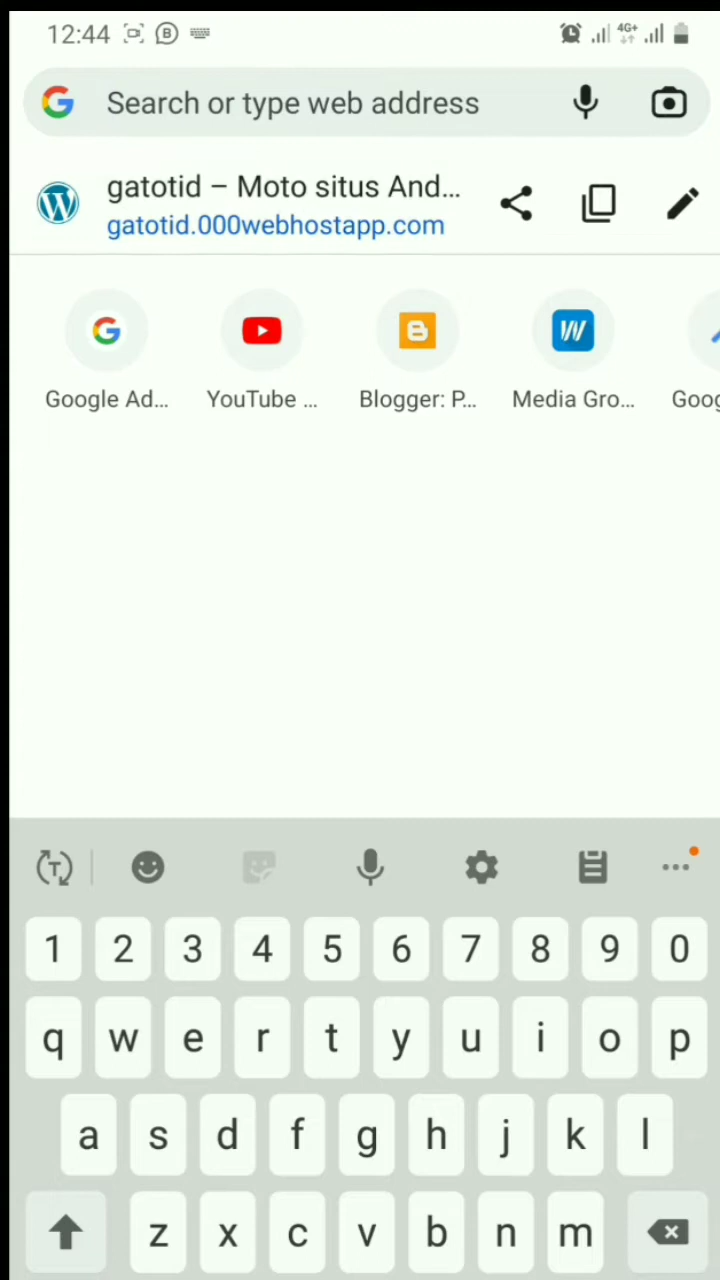 12:44
4G+
Search or type web address
gatotid – Moto situs And...
gatotid.000webhostapp.com
Google Ad... YouTube ... Blogger: P... Media Gro... Goog
1 2 3 4 5 6 7 8 9 0
q w e r t y u i o p
a s d f g h j k l
z x c v b n m